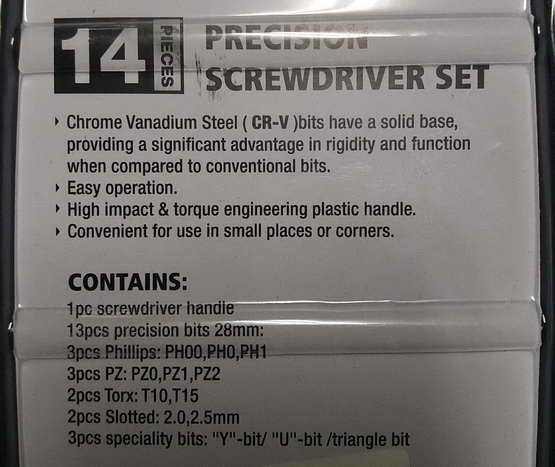 14 PIECES
PRECISION
SCREWDRIVER SET
Chrome Vanadium Steel ( CR-V )bits have a solid base,
providing a significant advantage in rigidity and function
when compared to conventional bits.
Easy operation.
High impact & torque engineering plastic handle.
Convenient for use in small places or corners.
CONTAINS:
1pc screwdriver handle
13pcs precision bits 28mm:
3pcs Phillips: PH00,PH0,PH1
3pcs PZ: PZ0,PZ1,PZ2
2pcs Torx: T10,T15
2pcs Slotted: 2.0,2.5mm
3pcs speciality bits: "Y"-bit/ "U"-bit /triangle bit